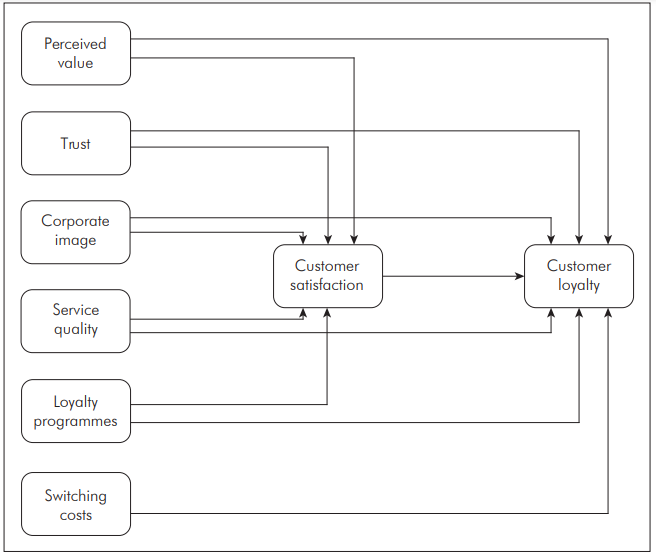 Perceived
value
Trust
Corporate
image
Customer
satisfaction
Customer
loyalty
Service
quality
Loyalty
programmes
Switching
costs